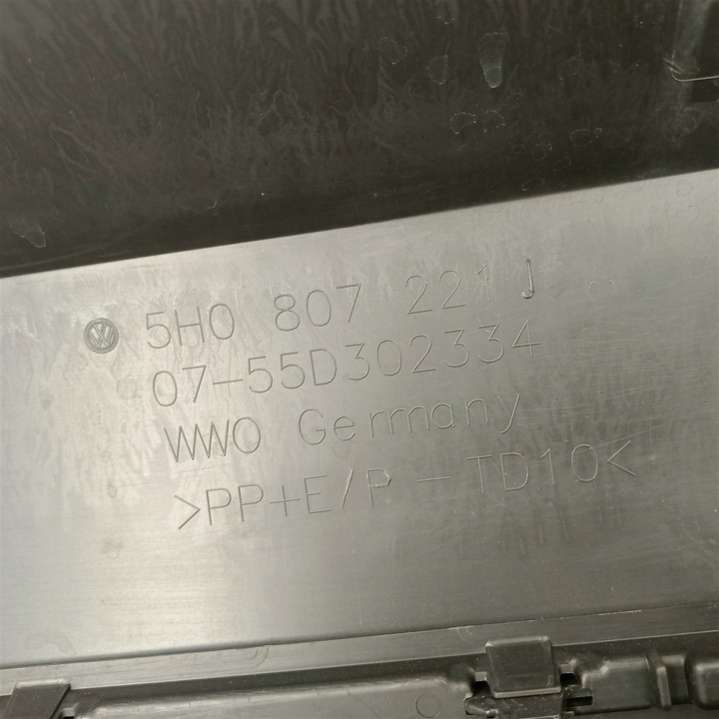 5H0 807 221 J
07-55D302334
WWO Germany
>PP+E/P-TD10<